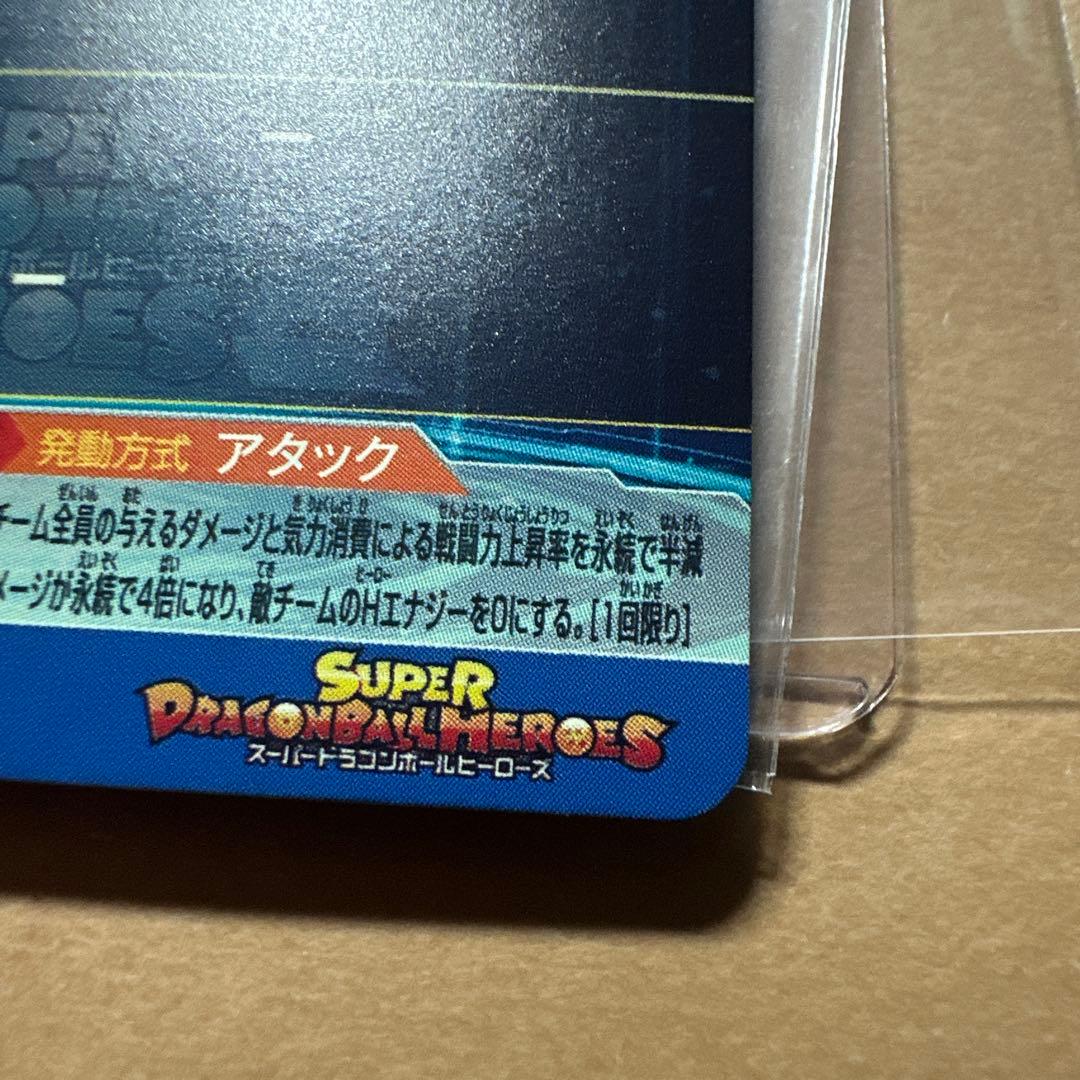 発動方式 アタック
チーム全員の与えるダメージと気力消費による戦闘力上昇率を永続で半減
メージが永続で4倍になり、敵チームのHエナジーを0にする。[1回限り]
SUPER
DRAGONBALL HEROES
スーパードラゴンボールヒーローズ